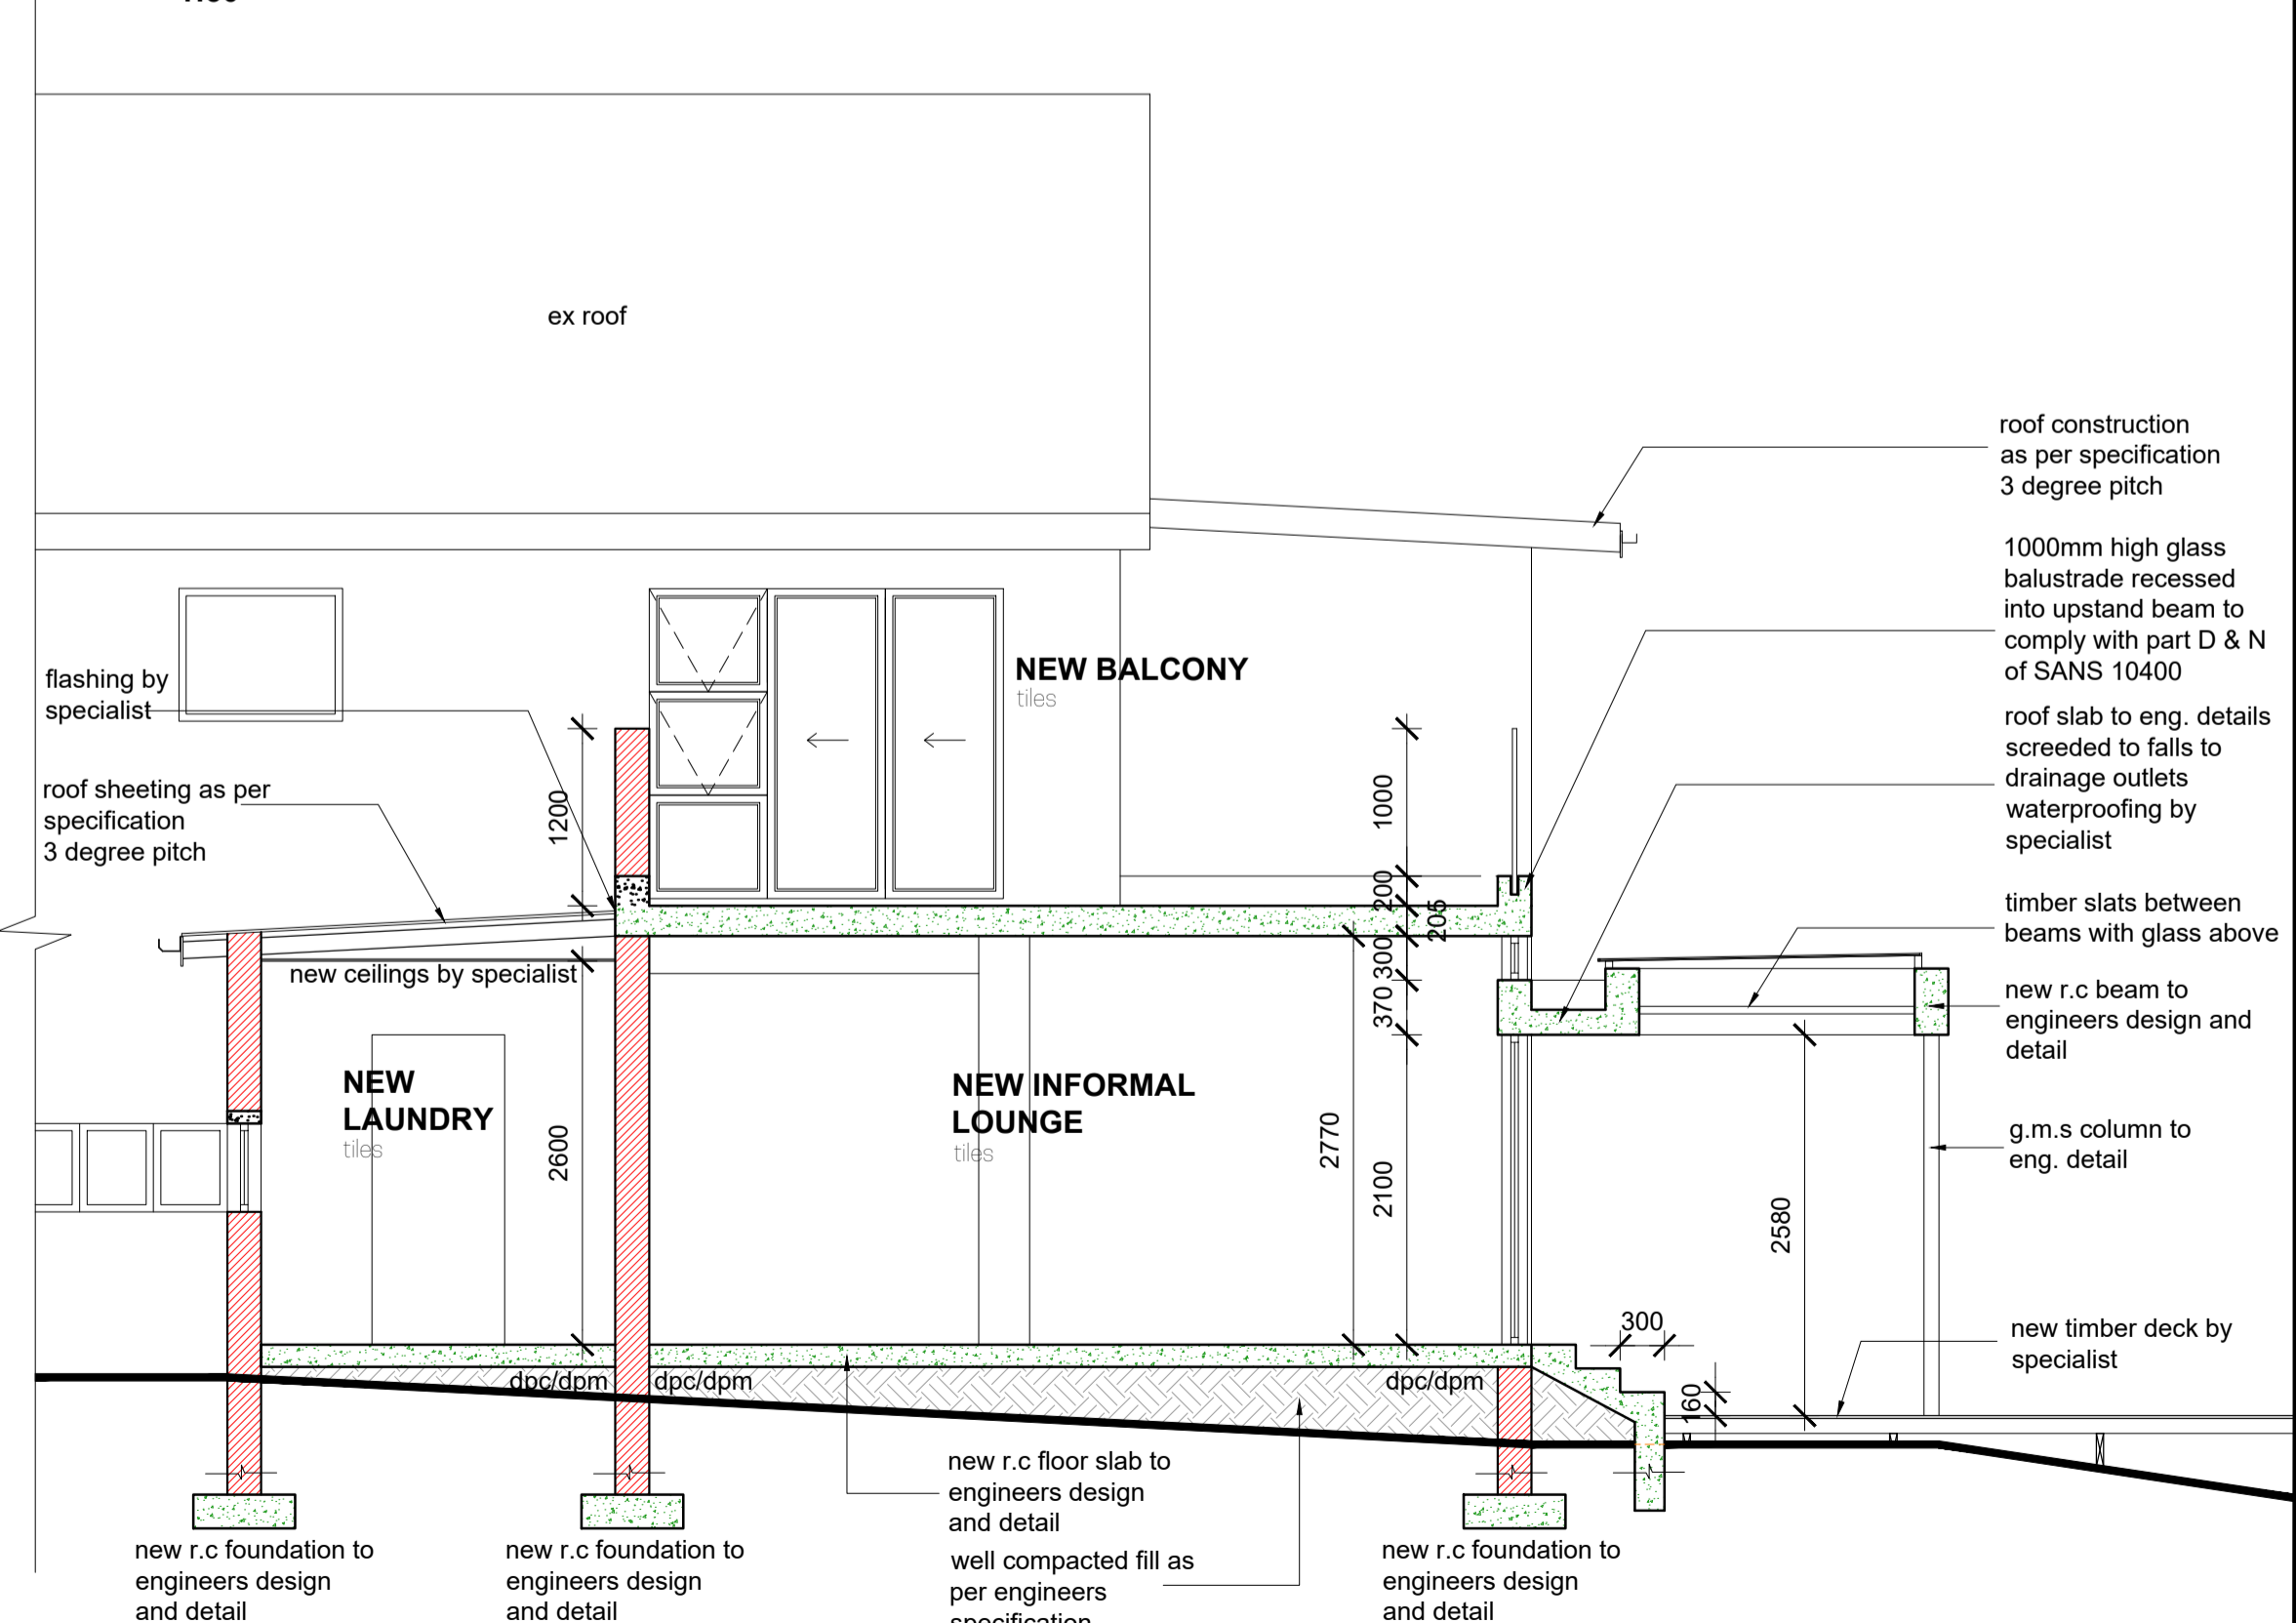 ex roof
roof construction
as per specification
3 degree pitch
1000mm high glass
balustrade recessed
into upstand beam to
comply with part D & N
of SANS 10400
flashing by
specialist
NEW BALCONY
tiles
roof slab to eng. details
screeded to falls to
drainage outlets
waterproofing by
specialist
roof sheeting as per
specification
3 degree pitch
1200
1000
200
205
300
370
timber slats between
beams with glass above
new ceilings by specialist
new r.c beam to
engineers design and
detail
NEW
LAUNDRY
tiles
2600
NEW INFORMAL
LOUNGE
tiles
2770
2100
2580
g.m.s column to
eng. detail
300
160
new timber deck by
specialist
dpc/dpm
dpc/dpm
dpc/dpm
new r.c floor slab to
engineers design
and detail
well compacted fill as
per engineers
specification
new r.c foundation to
engineers design
and detail
new r.c foundation to
engineers design
and detail
new r.c foundation to
engineers design
and detail